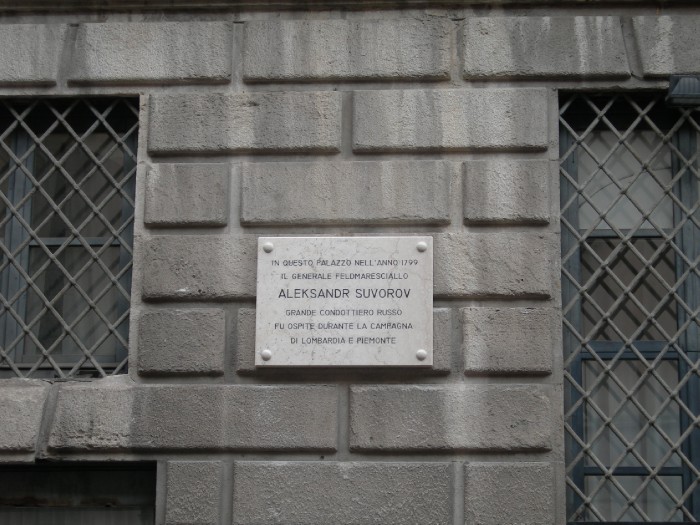 IN QUESTO PALAZZO NELL'ANNO 1799
IL GENERALE FELDMARESCIALLO
ALEKSANDR SUVOROV
GRANDE CONDOTTIERO RUSSO
FU OSPITE DURANTE LA CAMPAGNA
DI LOMBARDIA E PIEMONTE